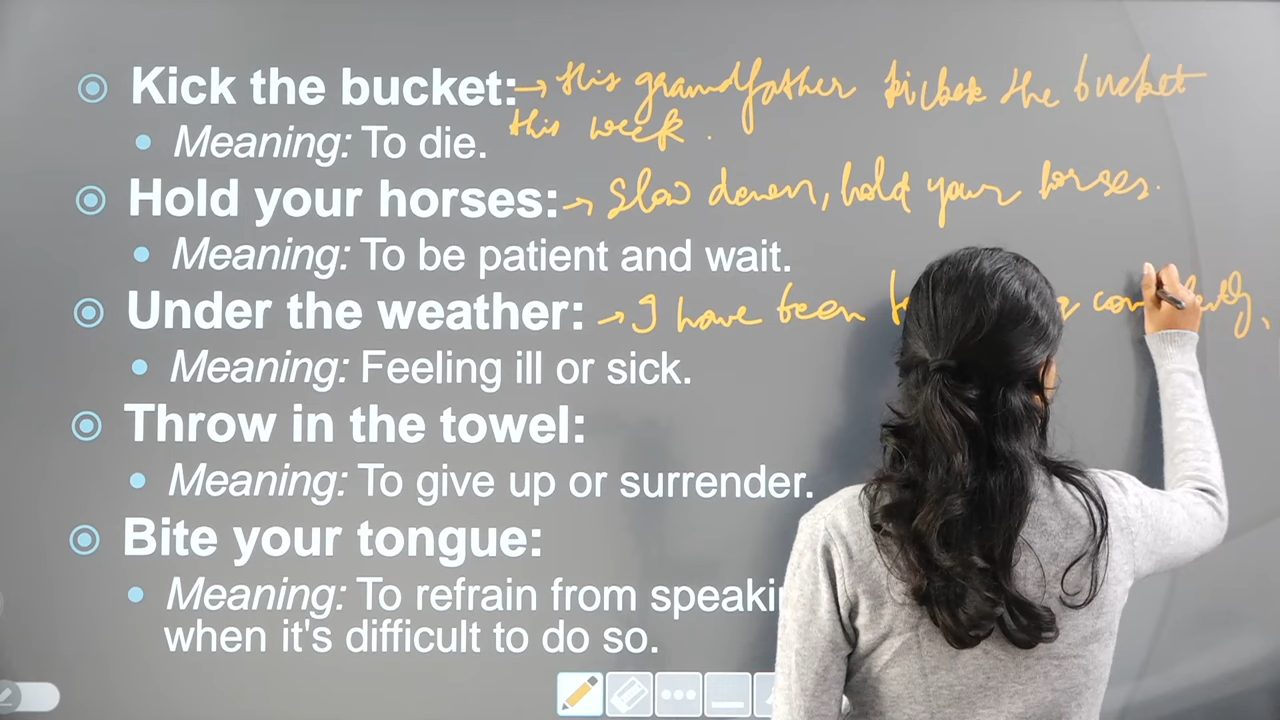 Kick the bucket: → this grandfather kicked the bucket
this week.
Meaning: To die.
Hold your horses: → Slow down, hold your horses.
Meaning: To be patient and wait.
Under the weather: → I have been
Meaning: Feeling ill or sick.
Throw in the towel:
Meaning: To give up or surrender.
Bite your tongue:
Meaning: To refrain from
when it's difficult to do so.